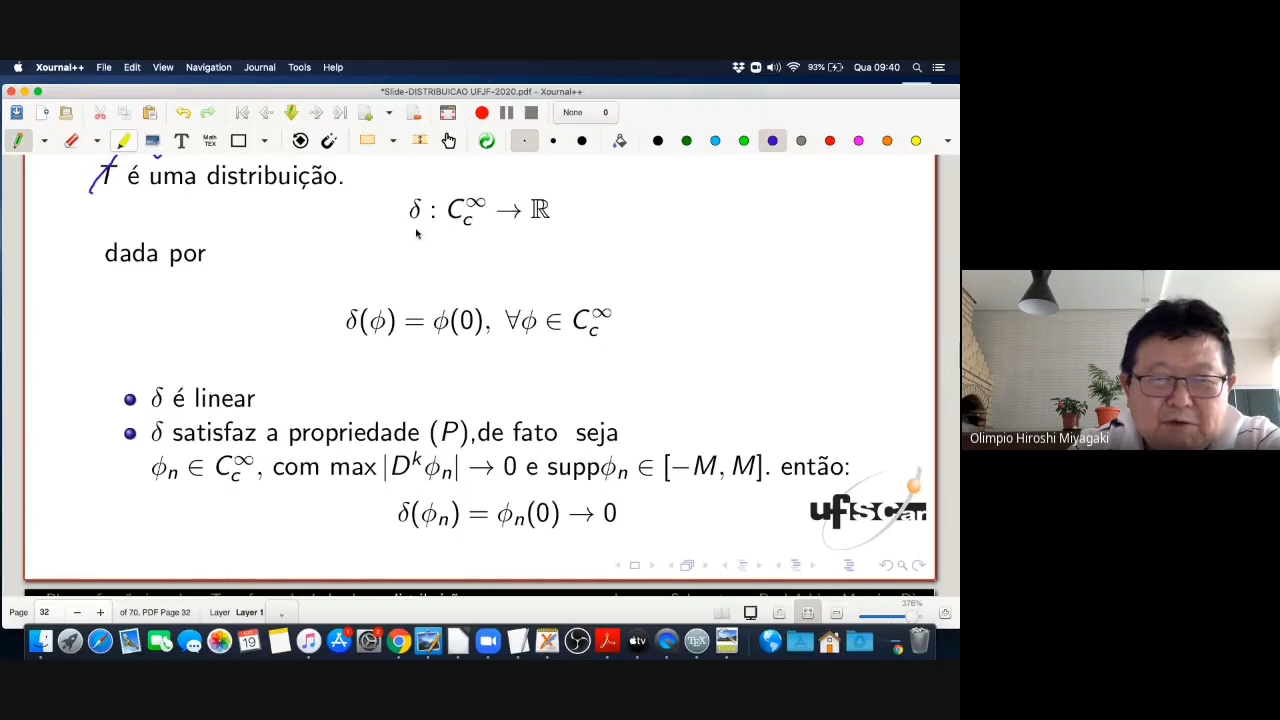 Xournal++ File Edit View Navigation Journal Tools Help 93% Qua 09:40
*Slide-DISTRIBUICAO UFJF-2020.pdf - Xournal++
None 0
T Math TEX
T é uma distribuição.
δ : C_c^∞ → ℝ
dada por
δ(ϕ) = ϕ(0), ∀ϕ ∈ C_c^∞
δ é linear
δ satisfaz a propriedade (P),de fato seja
ϕ_n ∈ C_c^∞, com max |D^k ϕ_n| → 0 e suppϕ_n ∈ [−M, M]. então:
δ(ϕ_n) = ϕ_n(0) → 0
ufscar
Olimpio Hiroshi Miyagaki
Page 32 of 70. PDF Page 32 Layer Layer 1 376%